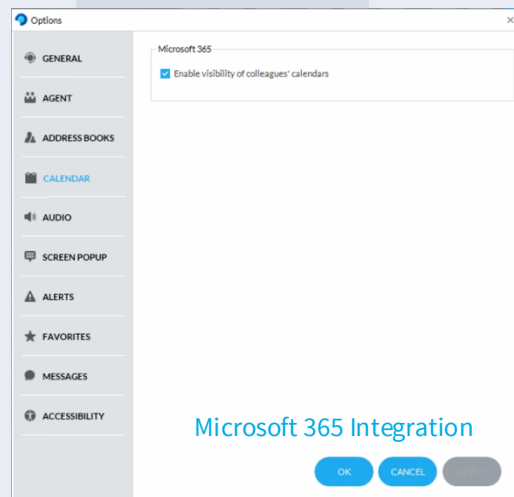 Options
GENERAL
AGENT
ADDRESS BOOKS
CALENDAR
AUDIO
SCREEN POPUP
ALERTS
FAVORITES
MESSAGES
ACCESSIBILITY
Microsoft 365
Enable visibility of colleagues' calendars
Microsoft 365 Integration
OK
CANCEL